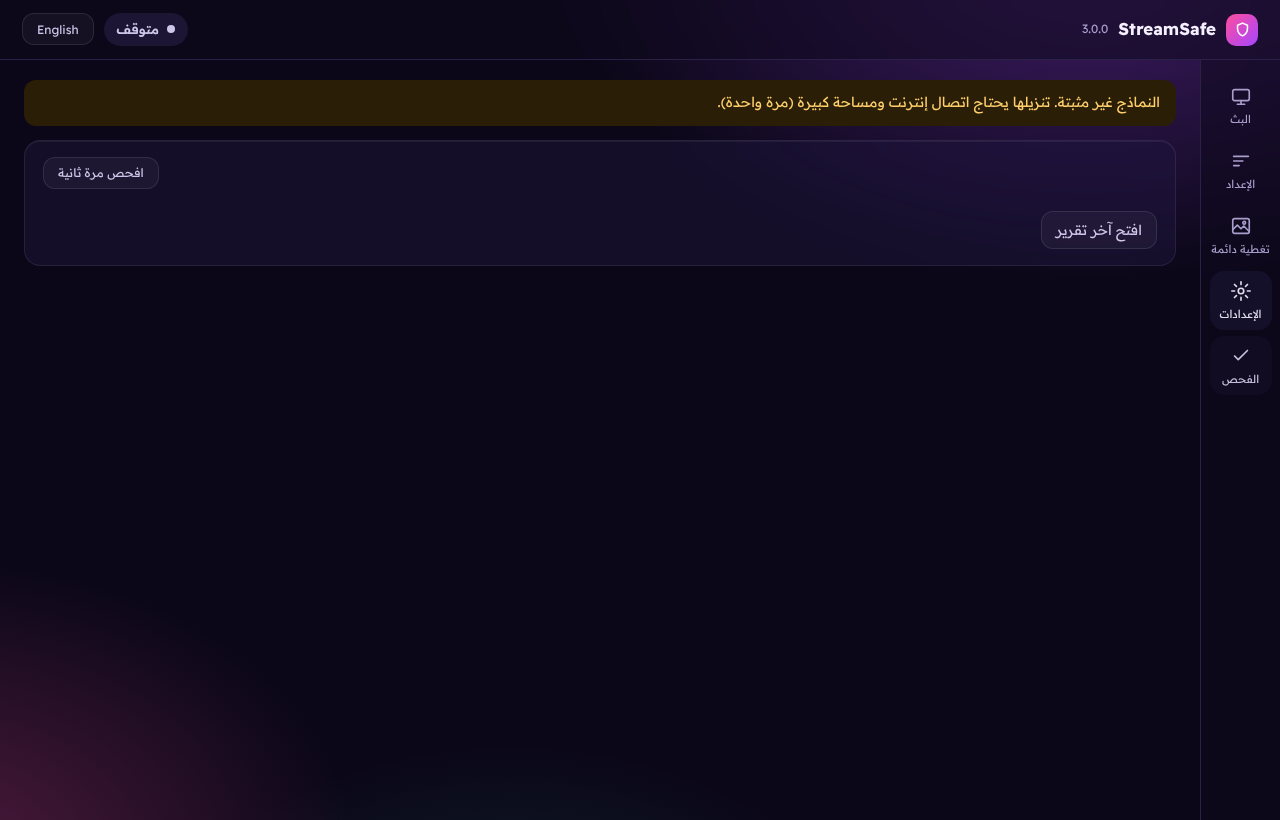 StreamSafe 3.0.0
متوقف
English
البث
الإعداد
تغطية دائمة
الإعدادات
الفحص
النماذج غير مثبتة. تنزيلها يحتاج اتصال إنترنت ومساحة كبيرة (مرة واحدة).
افحص مرة ثانية
افتح آخر تقرير